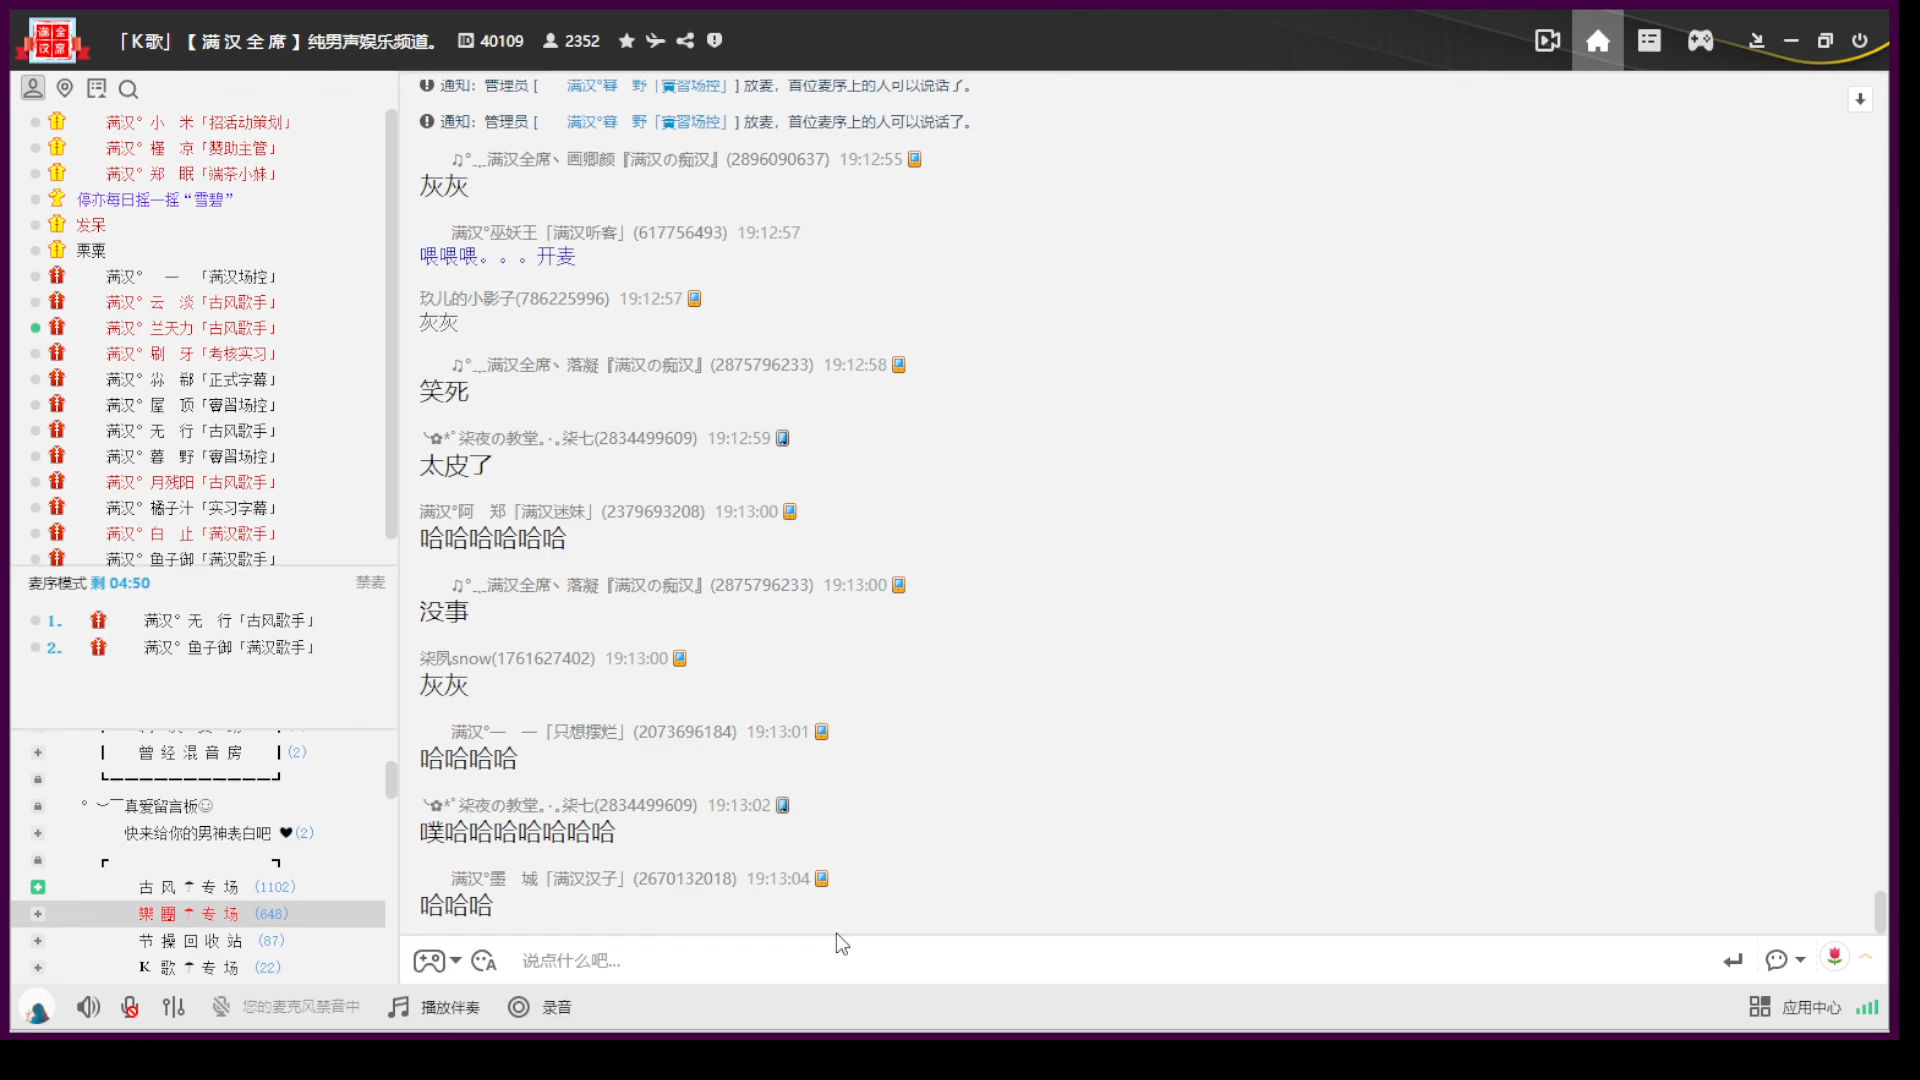 「K歌」【 满 汉 全 席 】纯男声娱乐频道。 ID 40109 2352
满汉全席
满汉° 小 米「招活动策划」
满汉° 槿 凉「赞助主管」
满汉° 郑 眠「端茶小妹」
停亦每日摇一摇“雪碧”
发呆
栗粟
满汉° 一 「满汉场控」
满汉° 云 淡「古风歌手」
满汉° 兰天力「古风歌手」
满汉° 刷 牙「考核实习」
满汉° 尛 郗「正式字幕」
满汉° 屋 顶「實習场控」
满汉° 无 行「古风歌手」
满汉° 暮 野「實習场控」
满汉° 月残阳「古风歌手」
满汉° 橘子汁「实习字幕」
满汉° 白 止「满汉歌手」
满汉° 鱼子御「满汉歌手」
麦序模式 剩 04:50 禁麦
1. 满汉° 无 行「古风歌手」
2. 满汉° 鱼子御「满汉歌手」
曾 经 混 音 房 (2)
真爱留言板
快来给你的男神表白吧 ♥(2)
古 风 ☂ 专 场 (1102)
樂 團 ☂ 专 场 (648)
节 操 回 收 站 (87)
K 歌 ☂ 专 场 (22)
通知：管理员 [ 满汉°暮 野「實習场控」] 放麦，首位麦序上的人可以说话了。
通知：管理员 [ 满汉°暮 野「實習场控」] 放麦，首位麦序上的人可以说话了。
♫°﹎满汉全席丶画卿颜『满汉の痴汉』(2896090637) 19:12:55
灰灰
满汉°巫妖王「满汉听客」(617756493) 19:12:57
喂喂喂。。。开麦
玖儿的小影子(786225996) 19:12:57
灰灰
♫°﹎满汉全席丶落凝『满汉の痴汉』(2875796233) 19:12:58
笑死
╰✿*ﾟ柒夜の教堂｡·｡柒七(2834499609) 19:12:59
太皮了
满汉°阿 郑「满汉迷妹」(2379693208) 19:13:00
哈哈哈哈哈哈
♫°﹎满汉全席丶落凝『满汉の痴汉』(2875796233) 19:13:00
没事
柒夙snow(1761627402) 19:13:00
灰灰
满汉°一 一「只想摆烂」(2073696184) 19:13:01
哈哈哈哈
╰✿*ﾟ柒夜の教堂｡·｡柒七(2834499609) 19:13:02
噗哈哈哈哈哈哈哈
满汉°墨 城「满汉汉子」(2670132018) 19:13:04
哈哈哈
说点什么吧...
您的麦克风禁音中 播放伴奏 录音 应用中心